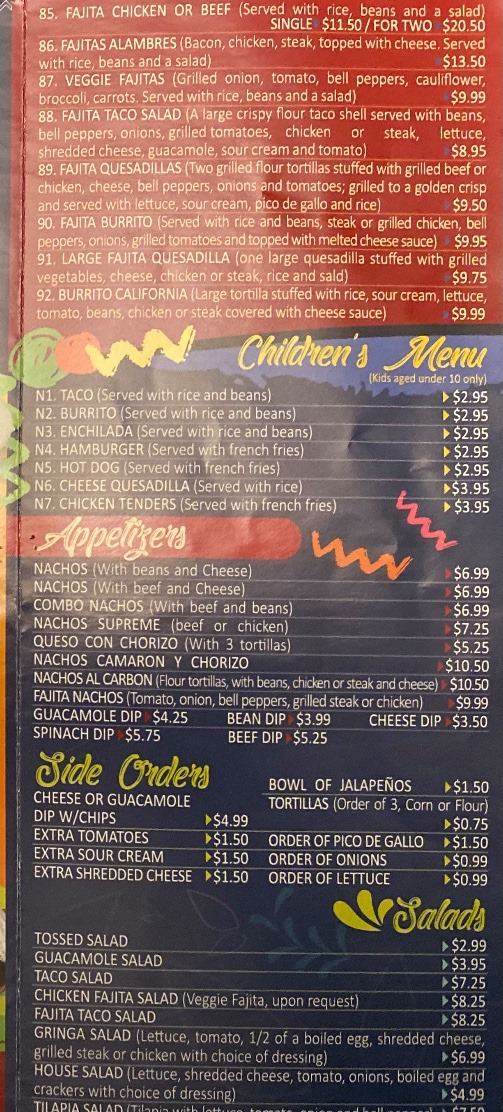 85. FAJITA CHICKEN OR BEEF (Served with rice, beans and a salad)
SINGLE $11.50 / FOR TWO $20.50
86. FAJITAS ALAMBRES (Bacon, chicken, steak, topped with cheese. Served
with rice, beans and a salad) $13.50
87. VEGGIE FAJITAS (Grilled onion, tomato, bell peppers, cauliflower,
broccoli, carrots. Served with rice, beans and a salad) $9.99
88. FAJITA TACO SALAD (A large crispy flour taco shell served with beans,
bell peppers, onions, grilled tomatoes, chicken or steak, lettuce,
shredded cheese, guacamole, sour cream and tomato) $8.95
89. FAJITA QUESADILLAS (Two grilled flour tortillas stuffed with grilled beef or
chicken, cheese, bell peppers, onions and tomatoes; grilled to a golden crisp
and served with lettuce, sour cream, pico de gallo and rice) $9.50
90. FAJITA BURRITO (Served with rice and beans, steak or grilled chicken, bell
peppers, onions, grilled tomatoes and topped with melted cheese sauce) $9.95
91. LARGE FAJITA QUESADILLA (one large quesadilla stuffed with grilled
vegetables, cheese, chicken or steak, rice and sald) $9.75
92. BURRITO CALIFORNIA (Large tortilla stuffed with rice, sour cream, lettuce,
tomato, beans, chicken or steak covered with cheese sauce) $9.99
Children's Menu
(Kids aged under 10 only)
N1. TACO (Served with rice and beans) $2.95
N2. BURRITO (Served with rice and beans) $2.95
N3. ENCHILADA (Served with rice and beans) $2.95
N4. HAMBURGER (Served with french fries) $2.95
N5. HOT DOG (Served with french fries) $2.95
N6. CHEESE QUESADILLA (Served with rice) $3.95
N7. CHICKEN TENDERS (Served with french fries) $3.95
Appetizers
NACHOS (With beans and Cheese) $6.99
NACHOS (With beef and Cheese) $6.99
COMBO NACHOS (With beef and beans) $6.99
NACHOS SUPREME (beef or chicken) $7.25
QUESO CON CHORIZO (With 3 tortillas) $5.25
NACHOS CAMARON Y CHORIZO $10.50
NACHOS AL CARBON (Flour tortillas, with beans, chicken or steak and cheese) $10.50
FAJITA NACHOS (Tomato, onion, bell peppers, grilled steak or chicken) $9.99
GUACAMOLE DIP $4.25 BEAN DIP $3.99 CHEESE DIP $3.50
SPINACH DIP $5.75 BEEF DIP $5.25
Side Orders
CHEESE OR GUACAMOLE
DIP W/CHIPS $4.99
EXTRA TOMATOES $1.50
EXTRA SOUR CREAM $1.50
EXTRA SHREDDED CHEESE $1.50
BOWL OF JALAPEÑOS $1.50
TORTILLAS (Order of 3, Corn or Flour)
$0.75
ORDER OF PICO DE GALLO $1.50
ORDER OF ONIONS $0.99
ORDER OF LETTUCE $0.99
Salads
TOSSED SALAD $2.99
GUACAMOLE SALAD $3.95
TACO SALAD $7.25
CHICKEN FAJITA SALAD (Veggie Fajita, upon request) $8.25
FAJITA TACO SALAD $8.25
GRINGA SALAD (Lettuce, tomato, 1/2 of a boiled egg, shredded cheese,
grilled steak or chicken with choice of dressing) $6.99
HOUSE SALAD (Lettuce, shredded cheese, tomato, onions, boiled egg and
crackers with choice of dressing) $4.99
TILAPIA SALAD (Tilapia with lettuce, tomato,